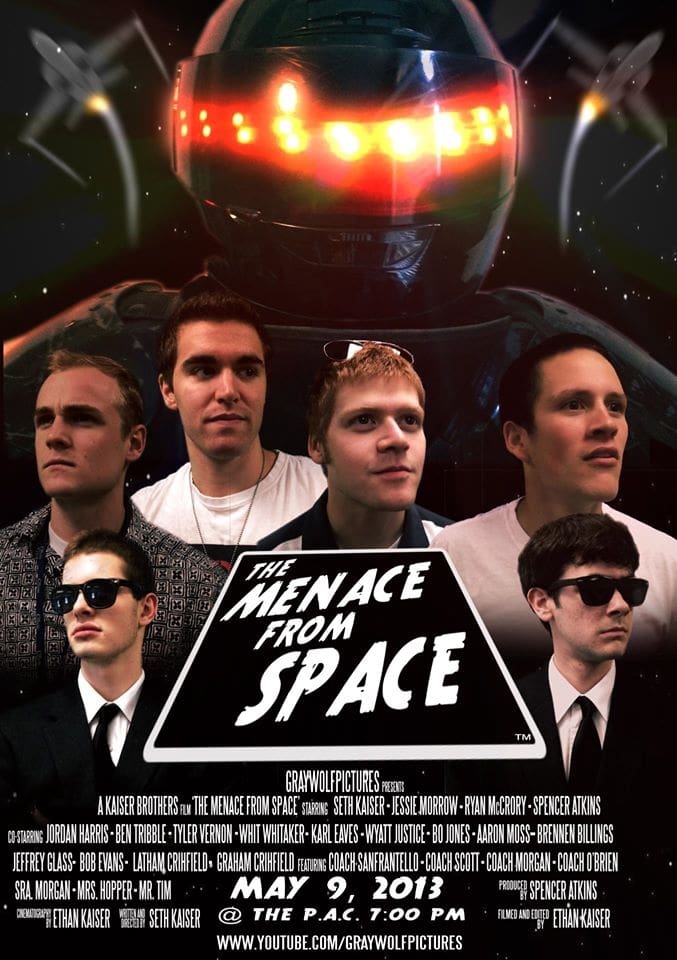 THE
MENACE
FROM
SPACE
TM
GRAYWOLFPICTURES PRESENTS
A KAISER BROTHERS FILM 'THE MENACE FROM SPACE' STARRING SETH KAISER - JESSIE MORROW - RYAN McCRORY - SPENCER ATKINS
CO-STARRING JORDAN HARRIS - BEN TRIBBLE - TYLER VERNON - WHIT WHITAKER - KARL EAVES - WYATT JUSTICE - BO JONES - AARON MOSS - BRENNEN BILLINGS
JEFFREY GLASS - BOB EVANS - LATHAM CRIHFIELD - GRAHAM CRIHFIELD FEATURING COACH SANFRANTELLO - COACH SCOTT - COACH MORGAN - COACH O'BRIEN
SRA. MORGAN - MRS. HOPPER - MR. TIM
MAY 9, 2013
PRODUCED BY SPENCER ATKINS
CINEMATOGRAPHY BY ETHAN KAISER WRITTEN AND DIRECTED BY SETH KAISER
@ THE P.A.C. 7:00 PM
FILMED AND EDITED BY ETHAN KAISER
WWW.YOUTUBE.COM/GRAYWOLFPICTURES